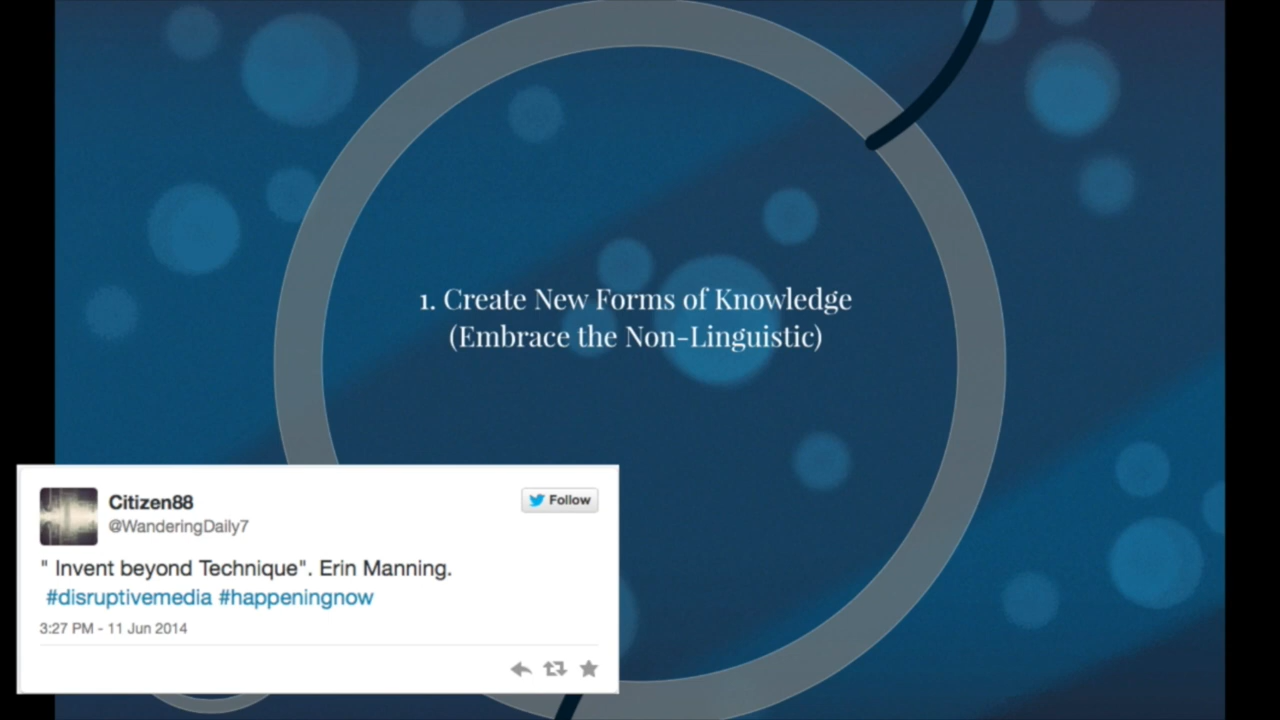 1. Create New Forms of Knowledge
(Embrace the Non-Linguistic)
Citizen88
Follow
@WanderingDaily7
" Invent beyond Technique". Erin Manning.
#disruptivemedia #happeningnow
3:27 PM - 11 Jun 2014